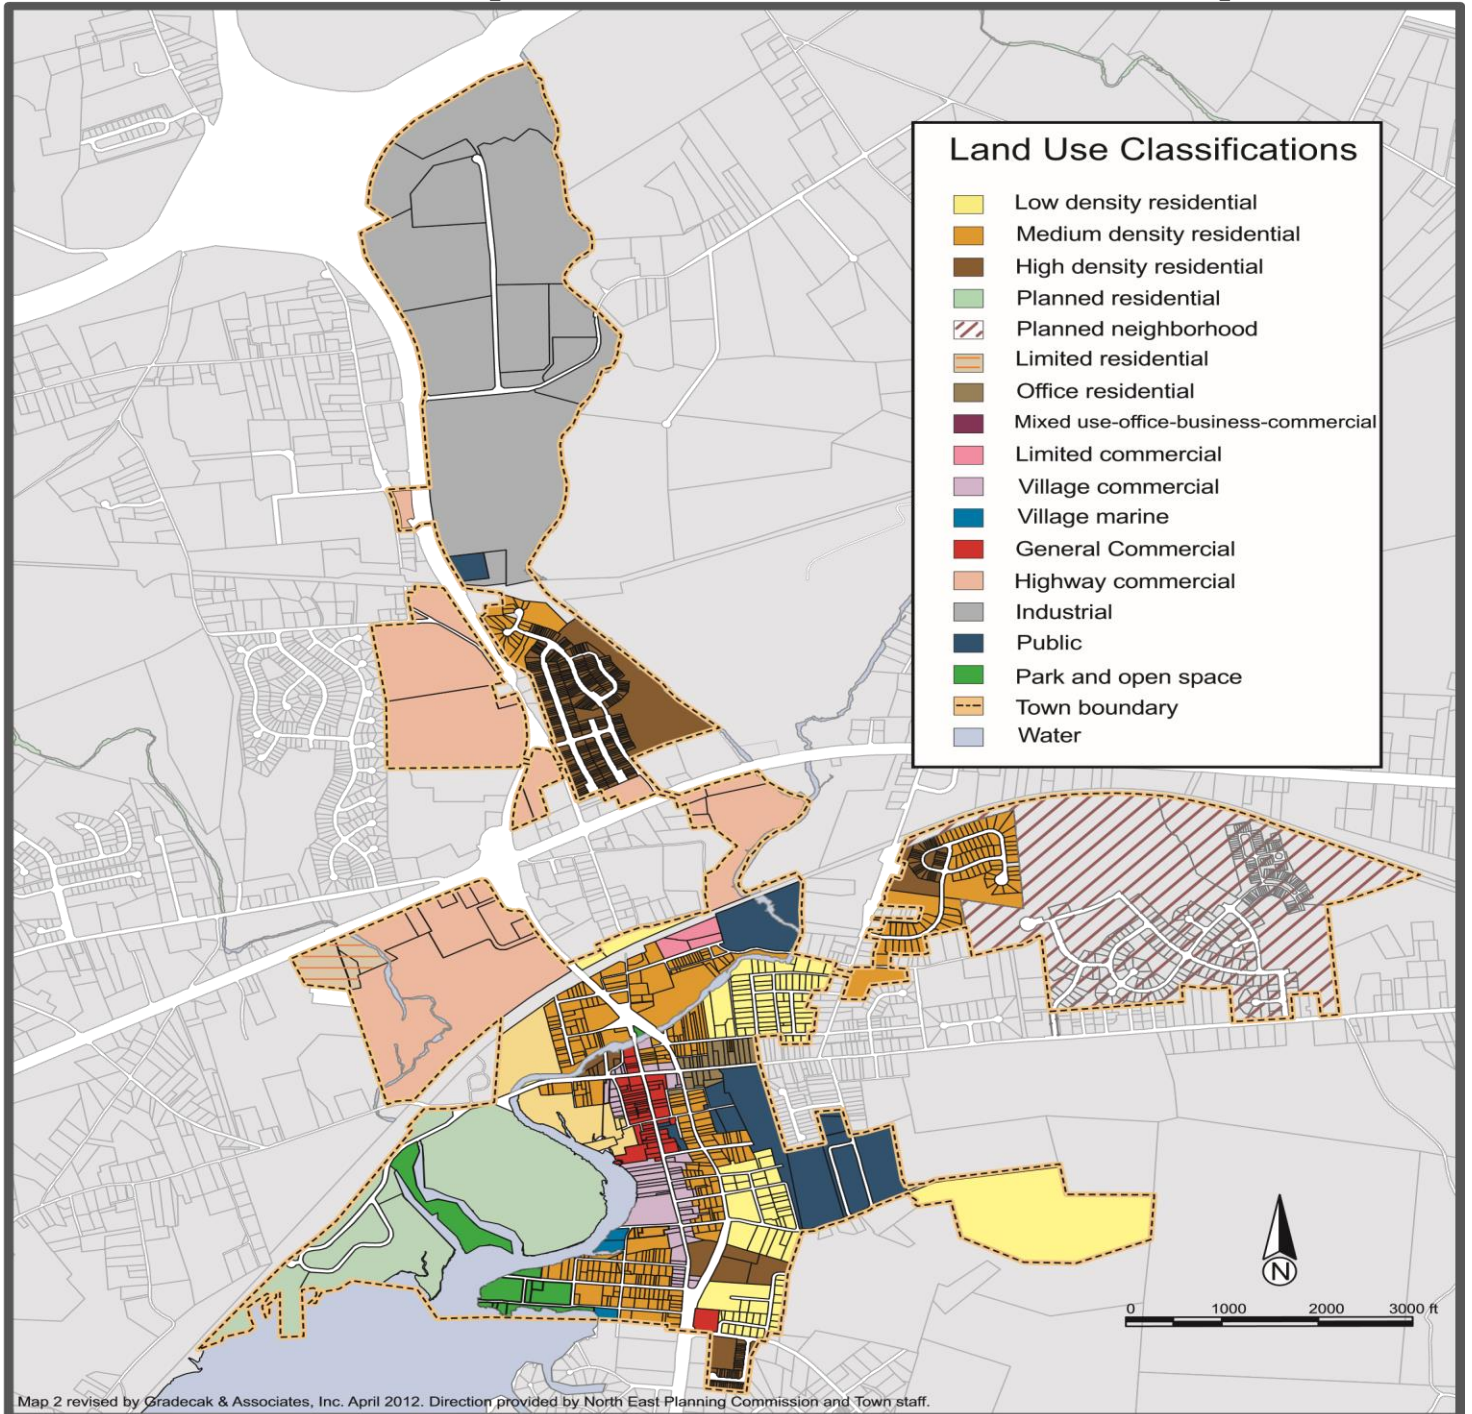 Land Use Classifications
Low density residential
Medium density residential
High density residential
Planned residential
Planned neighborhood
Limited residential
Office residential
Mixed use-office-business-commercial
Limited commercial
Village commercial
Village marine
General Commercial
Highway commercial
Industrial
Public
Park and open space
Town boundary
Water
N
0 1000 2000 3000 ft
Map 2 revised by Gradecak & Associates, Inc. April 2012. Direction provided by North East Planning Commission and Town staff.